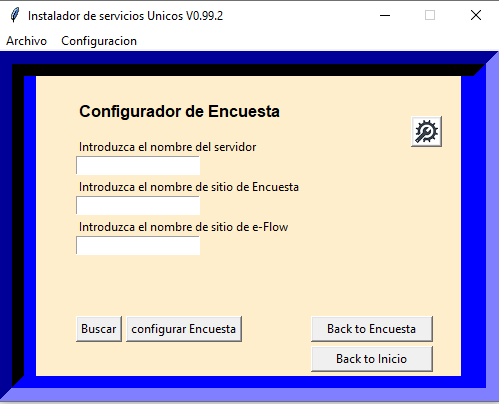 Instalador de servicios Unicos V0.99.2
Archivo Configuracion
Configurador de Encuesta
Introduzca el nombre del servidor
Introduzca el nombre de sitio de Encuesta
Introduzca el nombre de sitio de e-Flow
Buscar configurar Encuesta Back to Encuesta
Back to Inicio